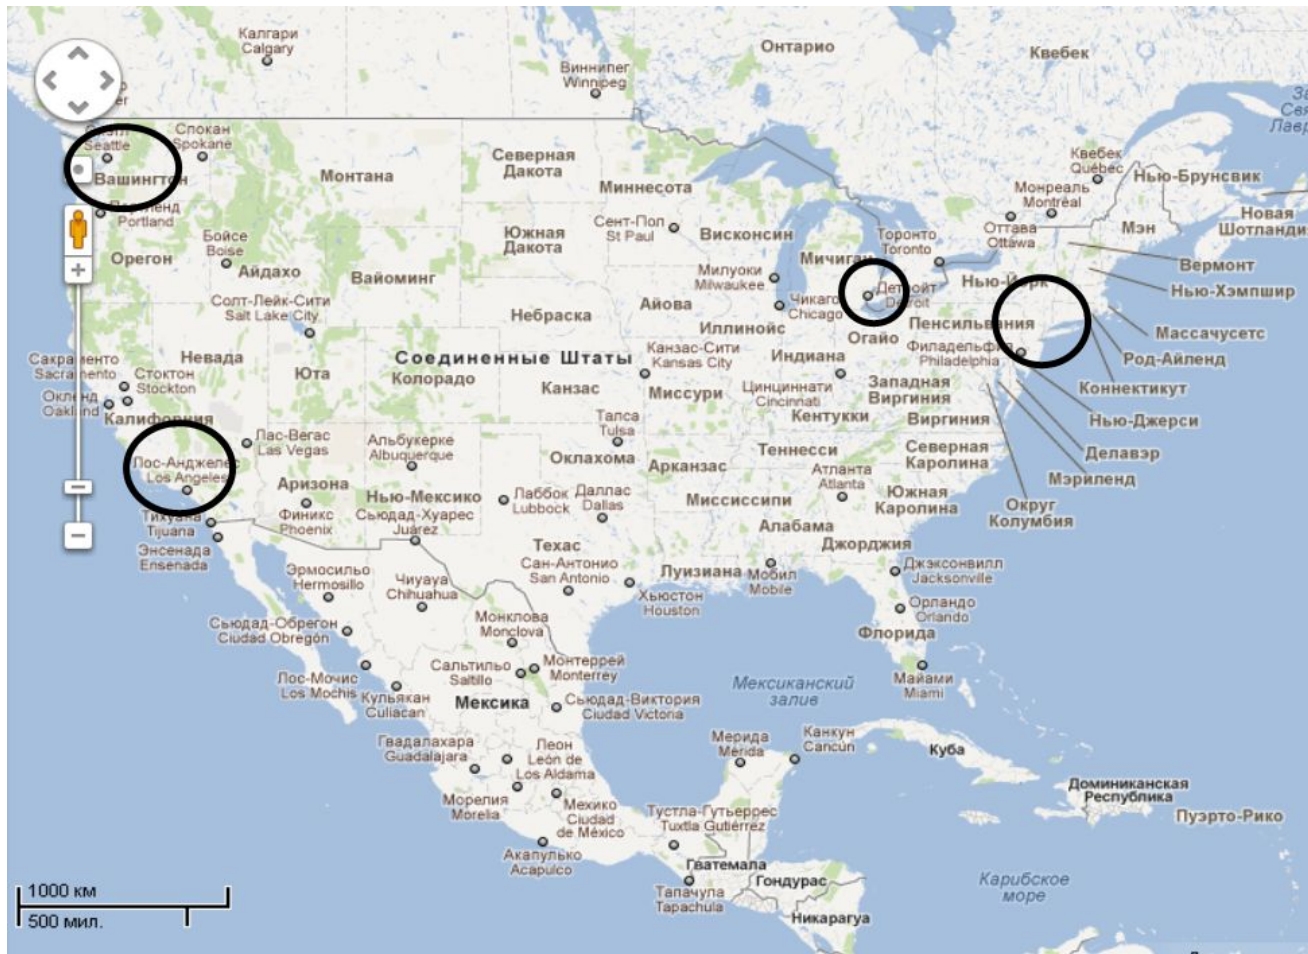 Калгари
Calgary
Виннипег
Winnipeg
Онтарио
Квебек
Seattle
Вашингтон
Спокан
Spokane
Portland
Монтана
Северная
Дакота
Миннесота
Квебек
Québec
Монреаль
Montréal
Нью-Брунсвик
Оттава
Ottawa
Мэн
Новая
Сент-Пол
St Paul
Висконсин
Торонто
Toronto
Бойсе
Boise
Орегон
Айдахо
Южная
Дакота
Вайоминг
Милуоки
Milwaukee
Мичиган
Вермонт
Нью-Хэмпшир
Солт-Лейк-Сити
Salt Lake City
Небраска
Айова
Чикаго
Chicago
Детройт
Detroit
Нью-Йорк
Иллинойс
Огайо
Пенсильвания
Массачусетс
Филадельфия
Philadelphia
Род-Айленд
Сакраменто
Sacramento
Стоктон
Stockton
Невада
Юта
Соединенные Штаты
Колорадо
Канзас-Сити
Kansas City
Индиана
Коннектикут
Окленд
Oakland
Калифорния
Канзас
Миссури
Цинциннати
Cincinnati
Западная
Виргиния
Кентукки
Виргиния
Нью-Джерси
Талса
Tulsa
Лас-Вегас
Las Vegas
Альбукерке
Albuquerque
Оклахома
Арканзас
Теннесси
Северная
Каролина
Делавэр
Мэриленд
Лос-Анджелес
Los Angeles
Аризона
Нью-Мексико
Лаббок
Lubbock
Даллас
Dallas
Атланта
Atlanta
Миссиссипи
Южная
Каролина
Округ
Колумбия
Тихуана
Tijuana
Финикс
Phoenix
Сьюдад-Хуарес
Juárez
Алабама
Джорджия
Энсенада
Ensenada
Техас
Сан-Антонио
San Antonio
Луизиана
Мобил
Mobile
Джэксонвилл
Jacksonville
Эрмосильо
Hermosillo
Чиуауа
Chihuahua
Хьюстон
Houston
Орландо
Orlando
Сьюдад-Обрегон
Ciudad Obregón
Монклова
Monclova
Флорида
Лос-Мочис
Los Mochis
Сальтильо
Saltillo
Монтеррей
Monterrey
Майами
Miami
Мексиканский
залив
Кульякан
Culiacan
Мексика
Сьюдад-Виктория
Ciudad Victoria
Гвадалахара
Guadalajara
Леон
León de
Los Aldama
Мерида
Mérida
Канкун
Cancún
Куба
Доминиканская
Республика
Пуэрто-Рико
Морелия
Morelia
Мехико
Ciudad
de México
Тустла-Гутьеррес
Tuxtla Gutiérrez
Акапулько
Acapulco
Гватемала
Тапачула
Tapachula
Гондурас
Никарагуа
Карибское
море
1000 км
500 мил.